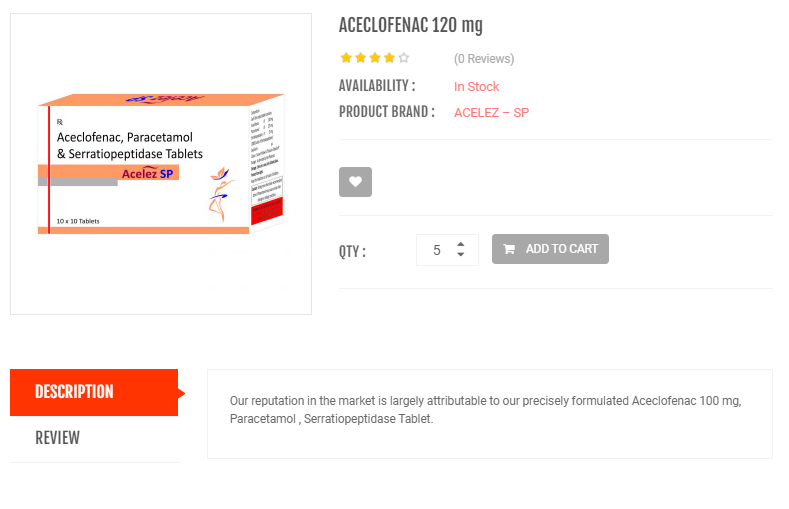 ACECLOFENAC 120 mg
(0 Reviews)
AVAILABILITY : In Stock
PRODUCT BRAND : ACELEZ – SP
Rx
Aceclofenac, Paracetamol
& Serratiopeptidase Tablets
Acelez SP
10 x 10 Tablets
QTY : 5 ADD TO CART
DESCRIPTION
REVIEW
Our reputation in the market is largely attributable to our precisely formulated Aceclofenac 100 mg,
Paracetamol , Serratiopeptidase Tablet.